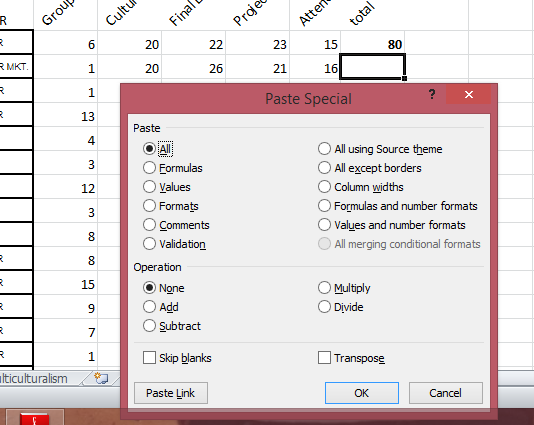 R Group Cultu Final Projec Atten total
R 6 20 22 23 15 80
R MKT. 1 20 26 21 16
R 1
R 13
4
3
12
3
8
R 8
R 15
R 9
R 7
R 1
lticulturalism
Paste Special
?
Paste
All All using Source theme
Formulas All except borders
Values Column widths
Formats Formulas and number formats
Comments Values and number formats
Validation All merging conditional formats
Operation
None Multiply
Add Divide
Subtract
Skip blanks Transpose
Paste Link OK Cancel